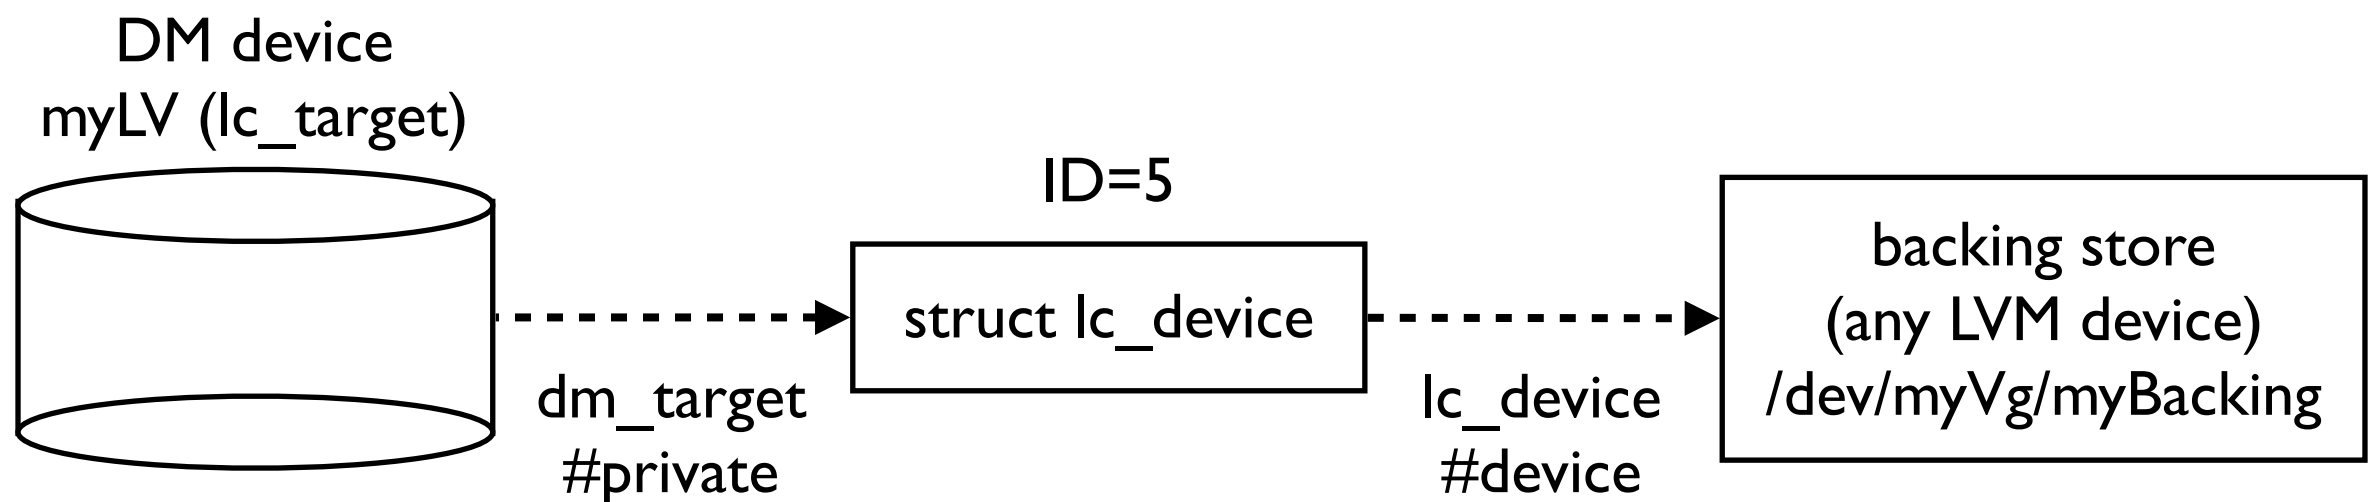 DM device
myLV (lc_target)
ID=5
struct lc_device
dm_target
#private
lc_device
#device
backing store
(any LVM device)
/dev/myVg/myBacking